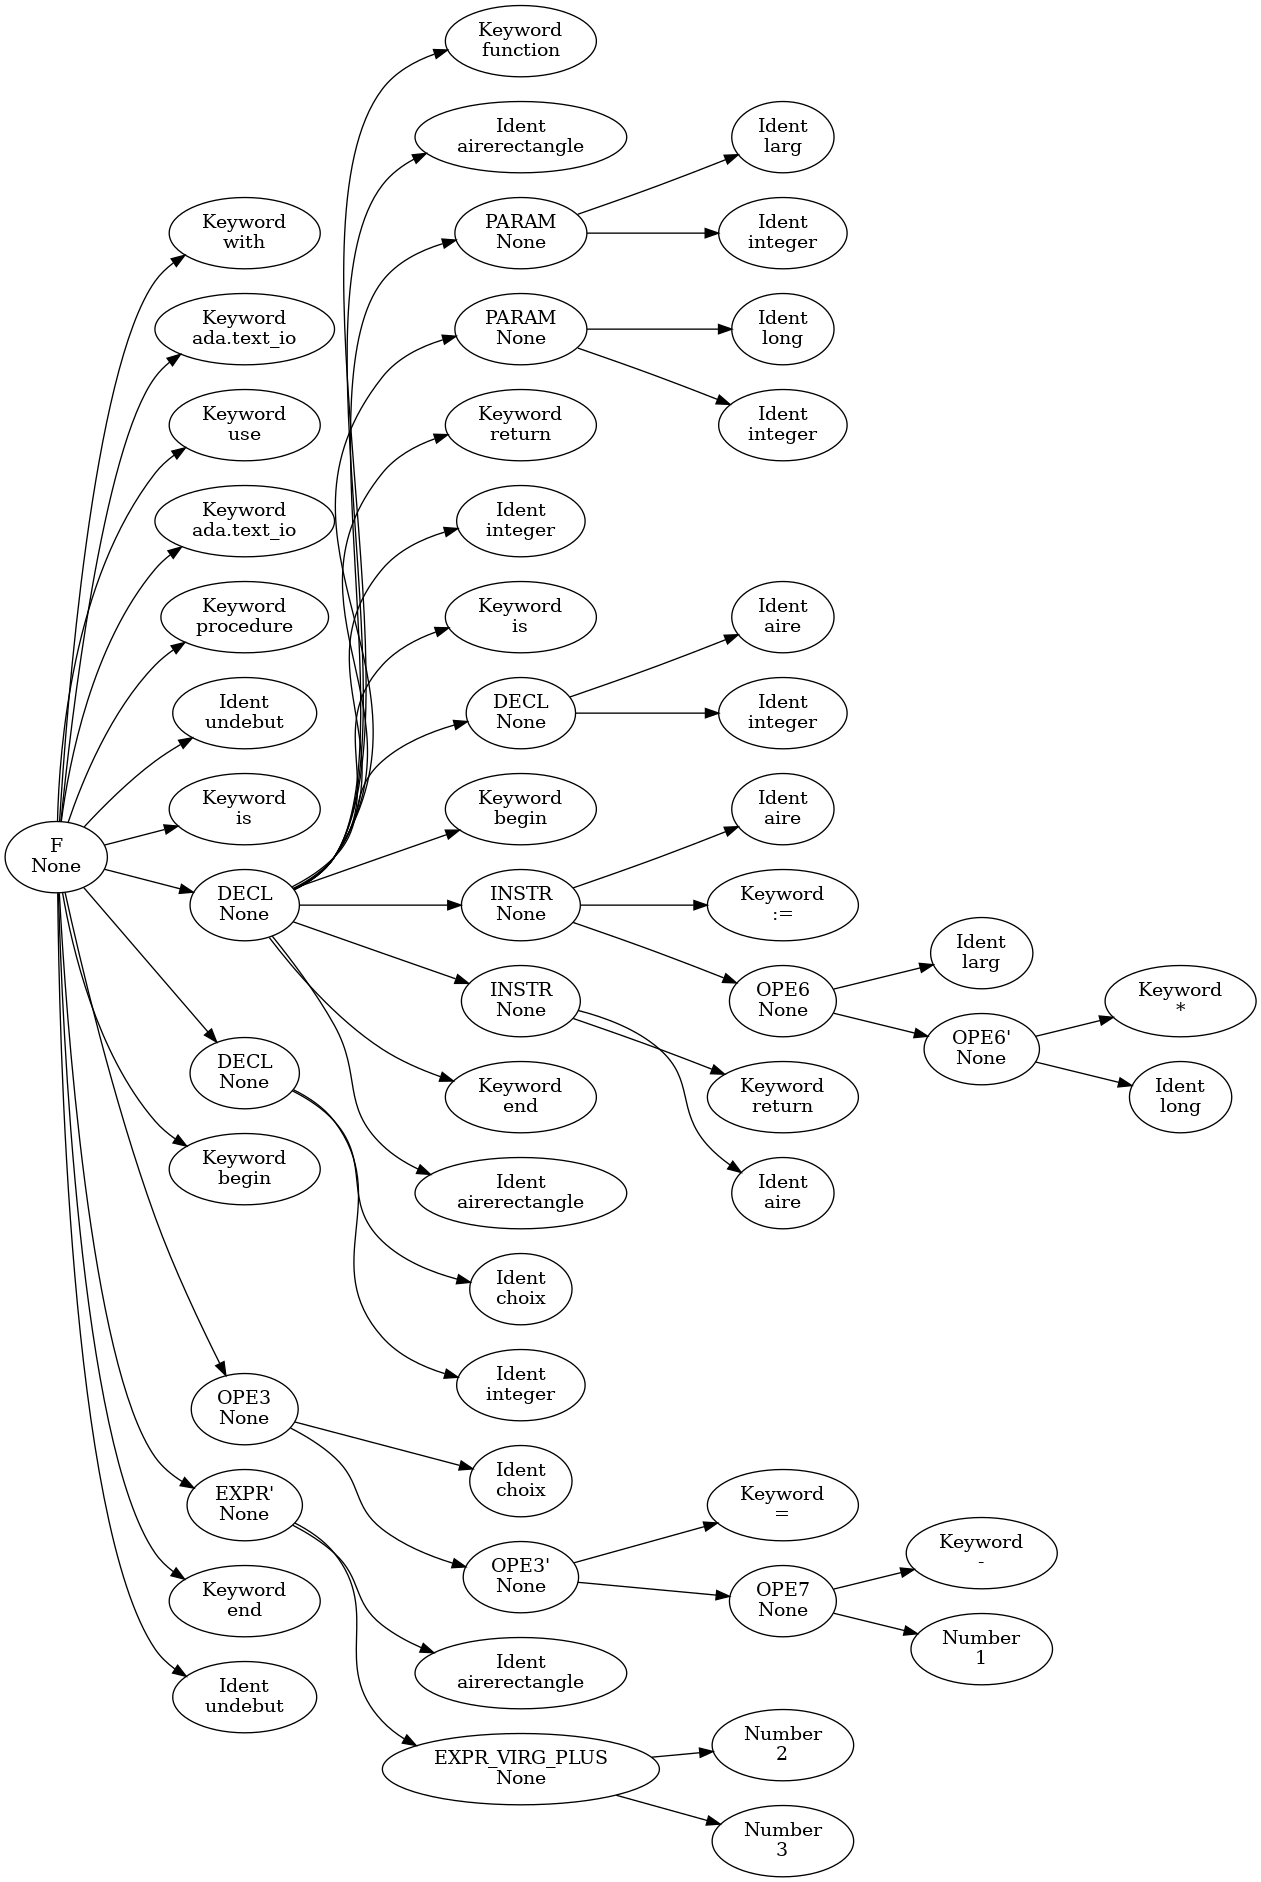 F
None
Keyword
with
Keyword
ada.text_io
Keyword
use
Keyword
ada.text_io
Keyword
procedure
Ident
undebut
Keyword
is
DECL
None
DECL
None
Keyword
begin
OPE3
None
EXPR'
None
Keyword
end
Ident
undebut
Keyword
function
Ident
airerectangle
PARAM
None
PARAM
None
Keyword
return
Ident
integer
Keyword
is
DECL
None
Keyword
begin
INSTR
None
INSTR
None
Keyword
end
Ident
airerectangle
Ident
choix
Ident
integer
Ident
choix
OPE3'
None
Ident
airerectangle
EXPR_VIRG_PLUS
None
Ident
larg
Ident
integer
Ident
long
Ident
integer
Ident
aire
Ident
integer
Ident
aire
Keyword
:=
OPE6
None
Keyword
return
Ident
aire
Keyword
=
OPE7
None
Number
2
Number
3
Ident
larg
OPE6'
None
Keyword
-
Number
1
Keyword
*
Ident
long